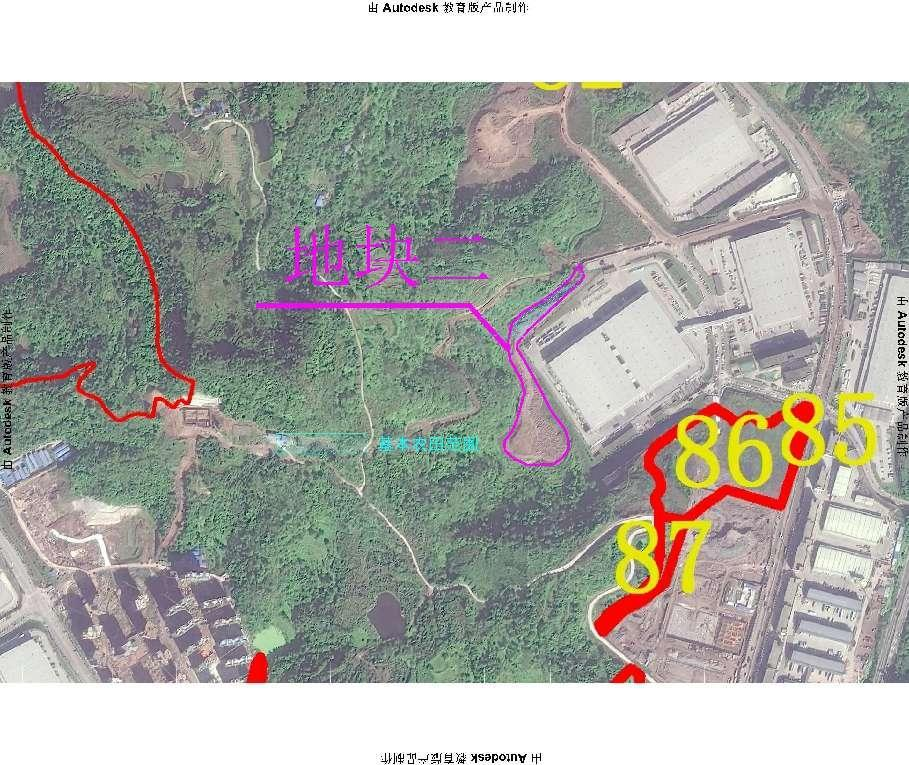 由 Autodesk 教育版产品制作
地块二
由 Autodesk 教育版产品制作
由 Autodesk 教育版产品制作
86
85
基本农田范围
87
由 Autodesk 教育版产品制作